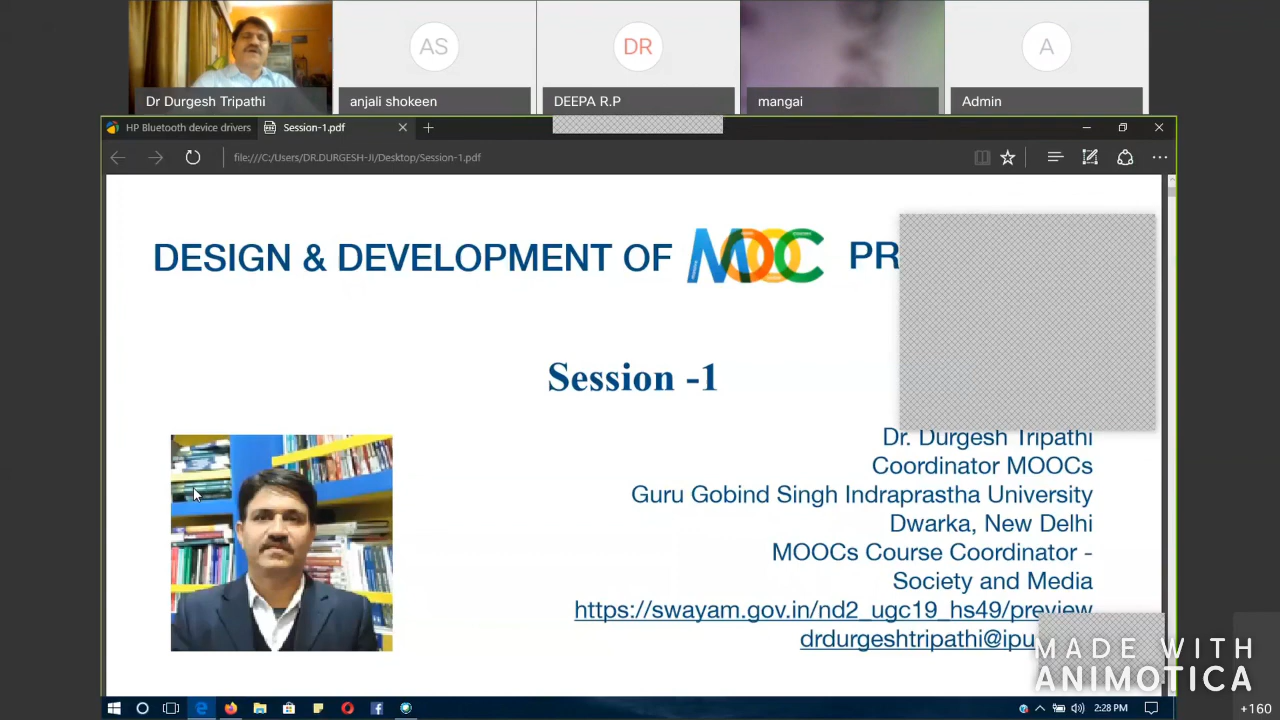 AS
DR
A
Dr Durgesh Tripathi
anjali shokeen
DEEPA R.P
mangai
Admin
HP Bluetooth device drivers
Session-1.pdf
file:///C:/Users/DR.DURGESH-JI/Desktop/Session-1.pdf
DESIGN & DEVELOPMENT OF MOOC PR
Session -1
Dr. Durgesh Tripathi
Coordinator MOOCs
Guru Gobind Singh Indraprastha University
Dwarka, New Delhi
MOOCs Course Coordinator -
Society and Media
https://swayam.gov.in/nd2_ugc19_hs49/preview
drdurgeshtripathi@ipu
MADE WITH
ANIMOTICA
2:28 PM
+160